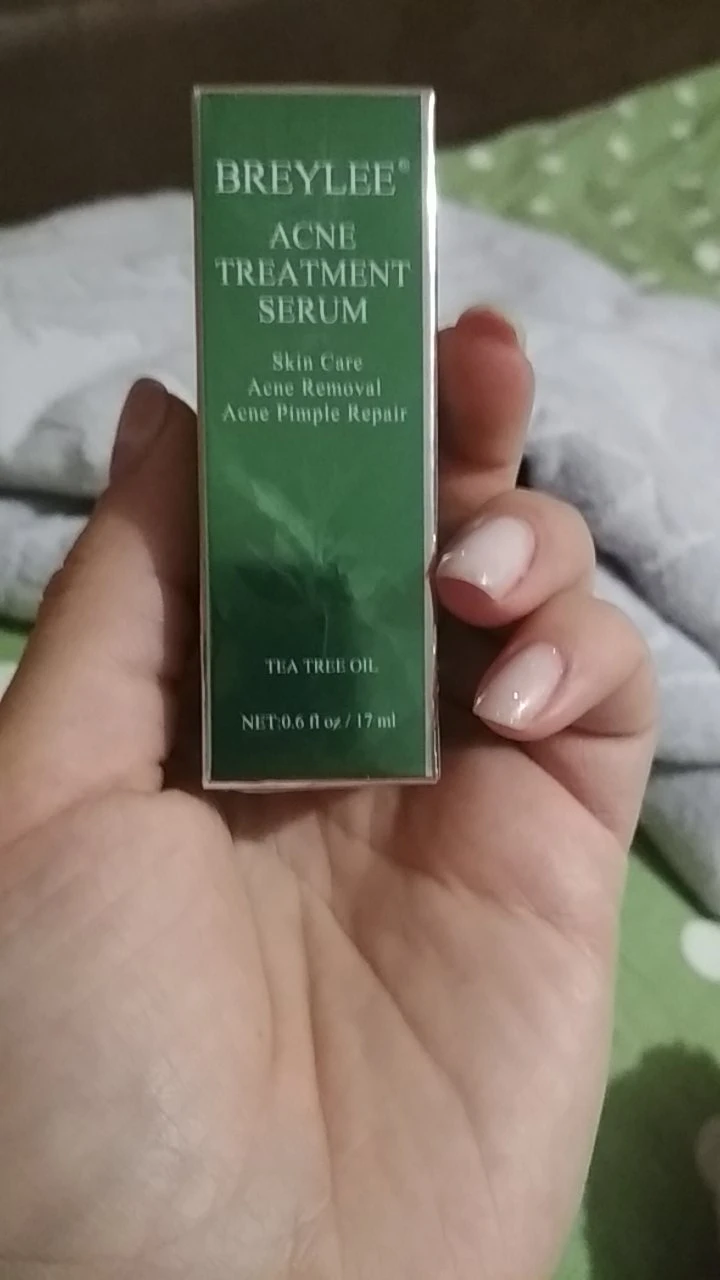 BREYLEE®
ACNE
TREATMENT
SERUM
Skin Care
Acne Removal
Acne Pimple Repair
TEA TREE OIL
NET:0.6 fl oz / 17 ml